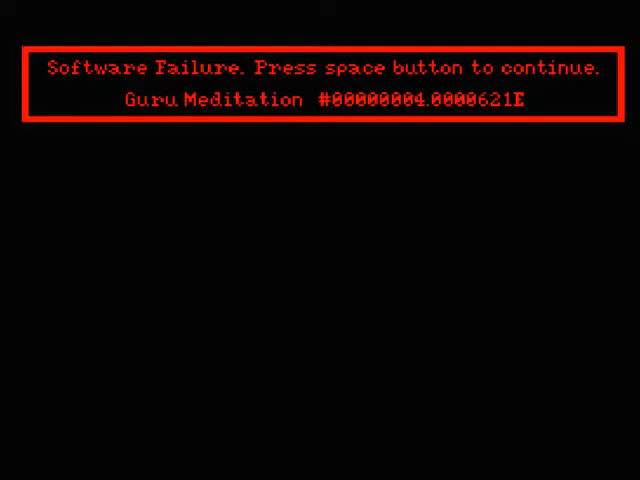 Software Failure. Press space button to continue.
Guru Meditation #00000004.0000621E